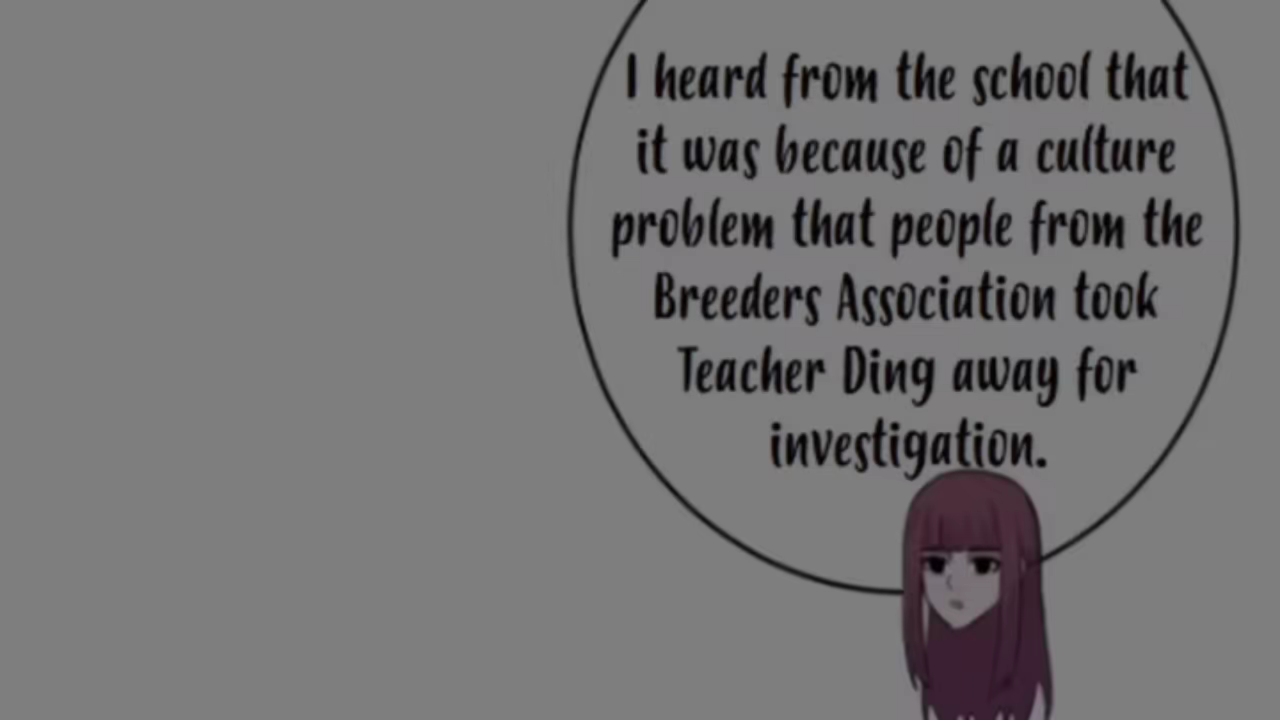 I heard from the school that
it was because of a culture
problem that people from the
Breeders Association took
Teacher Ding away for
investigation.